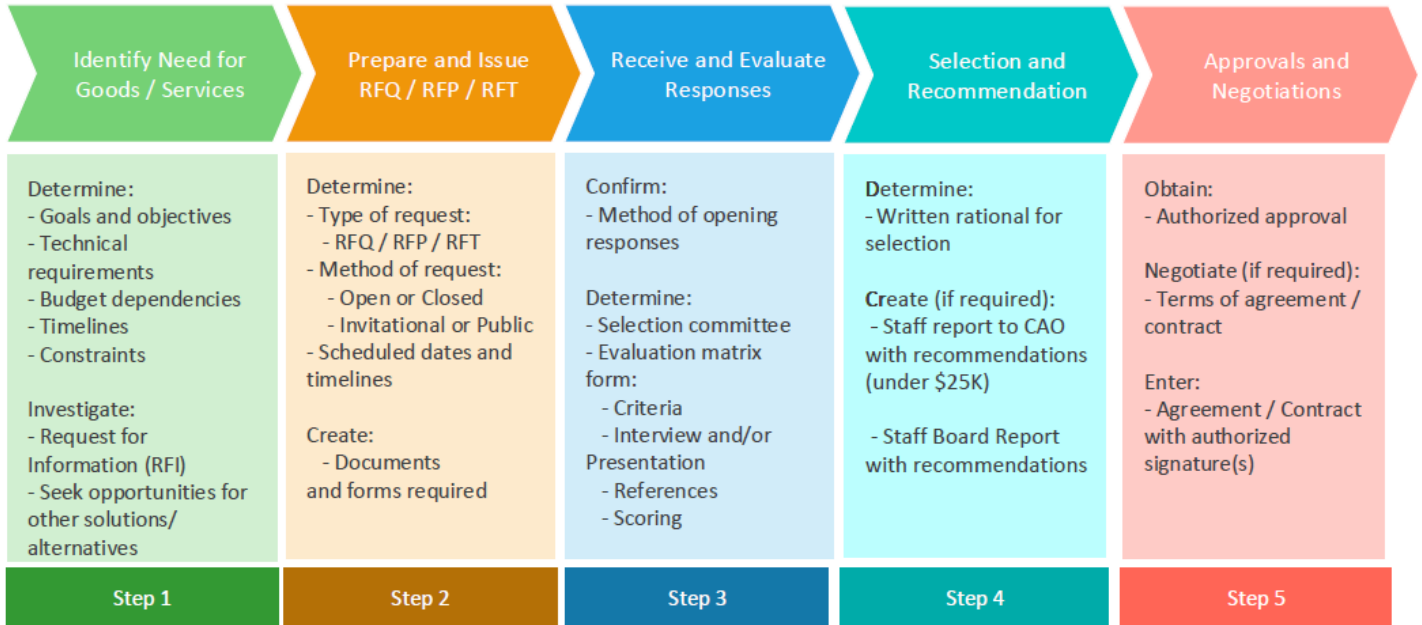 Identify Need for
Goods / Services
Prepare and Issue
RFQ / RFP / RFT
Receive and Evaluate
Responses
Selection and
Recommendation
Approvals and
Negotiations
Determine:
- Goals and objectives
- Technical
requirements
- Budget dependencies
- Timelines
- Constraints
Investigate:
- Request for
Information (RFI)
- Seek opportunities for
other solutions/
alternatives
Determine:
- Type of request:
- RFQ / RFP / RFT
- Method of request:
- Open or Closed
- Invitational or Public
- Scheduled dates and
timelines
Create:
- Documents
and forms required
Confirm:
- Method of opening
responses
Determine:
- Selection committee
- Evaluation matrix
form:
- Criteria
- Interview and/or
Presentation
- References
- Scoring
Determine:
- Written rational for
selection
Create (if required):
- Staff report to CAO
with recommendations
(under $25K)
- Staff Board Report
with recommendations
Obtain:
- Authorized approval
Negotiate (if required):
- Terms of agreement /
contract
Enter:
- Agreement / Contract
with authorized
signature(s)
Step 1
Step 2
Step 3
Step 4
Step 5